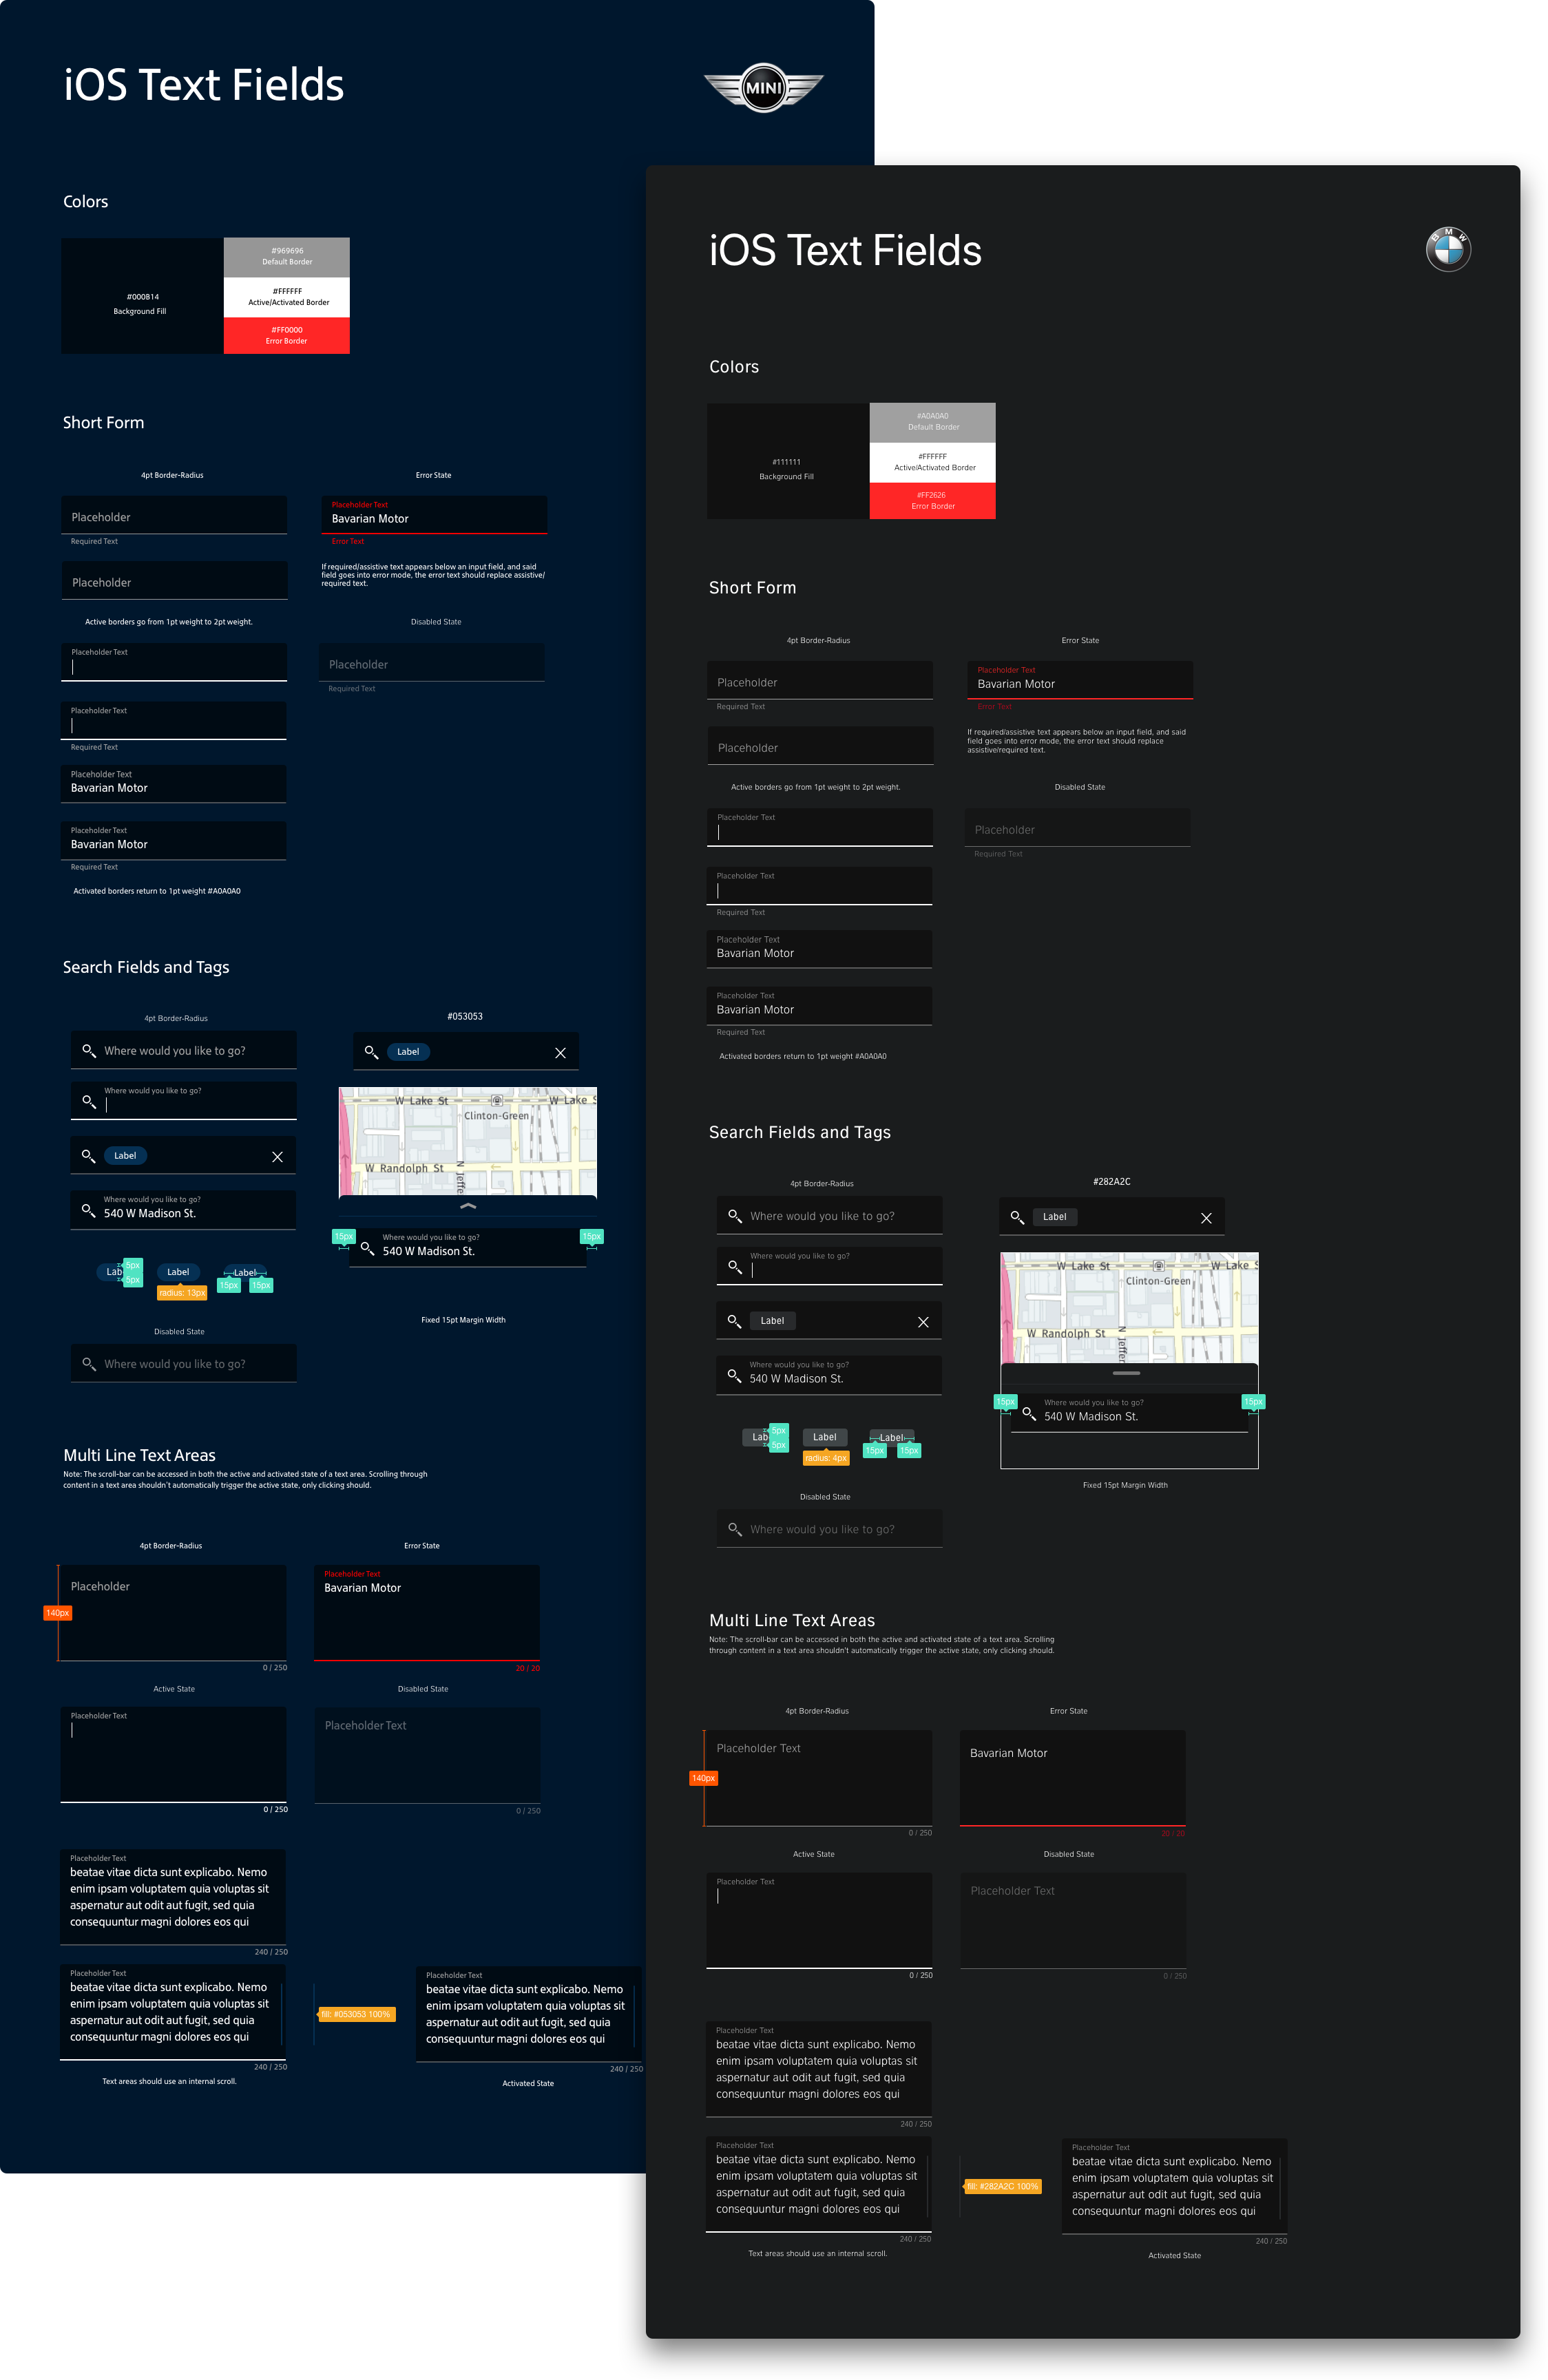 iOS Text Fields
MINI
Colors
#000B14
Background Fill
#969696
Default Border
#FFFFFF
Active/Activated Border
#FF0000
Error Border
Short Form
4pt Border-Radius
Placeholder
Required Text
Placeholder
Active borders go from 1pt weight to 2pt weight.
Placeholder Text
Placeholder Text
Required Text
Placeholder Text
Bavarian Motor
Placeholder Text
Bavarian Motor
Required Text
Activated borders return to 1pt weight #A0A0A0
Error State
Placeholder Text
Bavarian Motor
Error Text
If required/assistive text appears below an input field, and said
field goes into error mode, the error text should replace assistive/
required text.
Disabled State
Placeholder
Required Text
Search Fields and Tags
4pt Border-Radius
Where would you like to go?
Where would you like to go?
Label
Where would you like to go?
540 W Madison St.
Lab
5px
5px
Label
radius: 13px
Label
15px
15px
Disabled State
Where would you like to go?
#053053
Label
W Lake St
W Lake S
Clinton-Green
W Randolph St
N Jeffe
15px
15px
Where would you like to go?
540 W Madison St.
Fixed 15pt Margin Width
Multi Line Text Areas
Note: The scroll-bar can be accessed in both the active and activated state of a text area. Scrolling through
content in a text area shouldn't automatically trigger the active state, only clicking should.
4pt Border-Radius
Placeholder
140px
0 / 250
Error State
Placeholder Text
Bavarian Motor
20 / 20
Active State
Placeholder Text
0 / 250
Disabled State
Placeholder Text
0 / 250
Placeholder Text
beatae vitae dicta sunt explicabo. Nemo
enim ipsam voluptatem quia voluptas sit
aspernatur aut odit aut fugit, sed quia
consequuntur magni dolores eos qui
240 / 250
Placeholder Text
beatae vitae dicta sunt explicabo. Nemo
enim ipsam voluptatem quia voluptas sit
aspernatur aut odit aut fugit, sed quia
consequuntur magni dolores eos qui
240 / 250
Text areas should use an internal scroll.
fill: #053053 100%
Placeholder Text
beatae vitae dicta sunt explicabo. Nemo
enim ipsam voluptatem quia voluptas sit
aspernatur aut odit aut fugit, sed quia
consequuntur magni dolores eos qui
240 / 250
Activated State
iOS Text Fields
BMW
Colors
#111111
Background Fill
#A0A0A0
Default Border
#FFFFFF
Active/Activated Border
#FF2626
Error Border
Short Form
4pt Border-Radius
Placeholder
Required Text
Placeholder
Active borders go from 1pt weight to 2pt weight.
Placeholder Text
Placeholder Text
Required Text
Placeholder Text
Bavarian Motor
Placeholder Text
Bavarian Motor
Required Text
Activated borders return to 1pt weight #A0A0A0
Error State
Placeholder Text
Bavarian Motor
Error Text
If required/assistive text appears below an input field, and said
field goes into error mode, the error text should replace
assistive/required text.
Disabled State
Placeholder
Required Text
Search Fields and Tags
4pt Border-Radius
Where would you like to go?
Where would you like to go?
Label
Where would you like to go?
540 W Madison St.
Lab
5px
5px
Label
radius: 4px
Label
15px
15px
Disabled State
Where would you like to go?
#282A2C
Label
W Lake St
W Lake S
Clinton-Green
W Randolph St
N Jeffer
15px
15px
Where would you like to go?
540 W Madison St.
Fixed 15pt Margin Width
Multi Line Text Areas
Note: The scroll-bar can be accessed in both the active and activated state of a text area. Scrolling
through content in a text area shouldn't automatically trigger the active state, only clicking should.
4pt Border-Radius
Placeholder Text
140px
0 / 250
Error State
Bavarian Motor
20 / 20
Active State
Placeholder Text
0 / 250
Disabled State
Placeholder Text
0 / 250
Placeholder Text
beatae vitae dicta sunt explicabo. Nemo
enim ipsam voluptatem quia voluptas sit
aspernatur aut odit aut fugit, sed quia
consequuntur magni dolores eos qui
240 / 250
Placeholder Text
beatae vitae dicta sunt explicabo. Nemo
enim ipsam voluptatem quia voluptas sit
aspernatur aut odit aut fugit, sed quia
consequuntur magni dolores eos qui
240 / 250
Text areas should use an internal scroll.
fill: #282A2C 100%
Placeholder Text
beatae vitae dicta sunt explicabo. Nemo
enim ipsam voluptatem quia voluptas sit
aspernatur aut odit aut fugit, sed quia
consequuntur magni dolores eos qui
240 / 250
Activated State